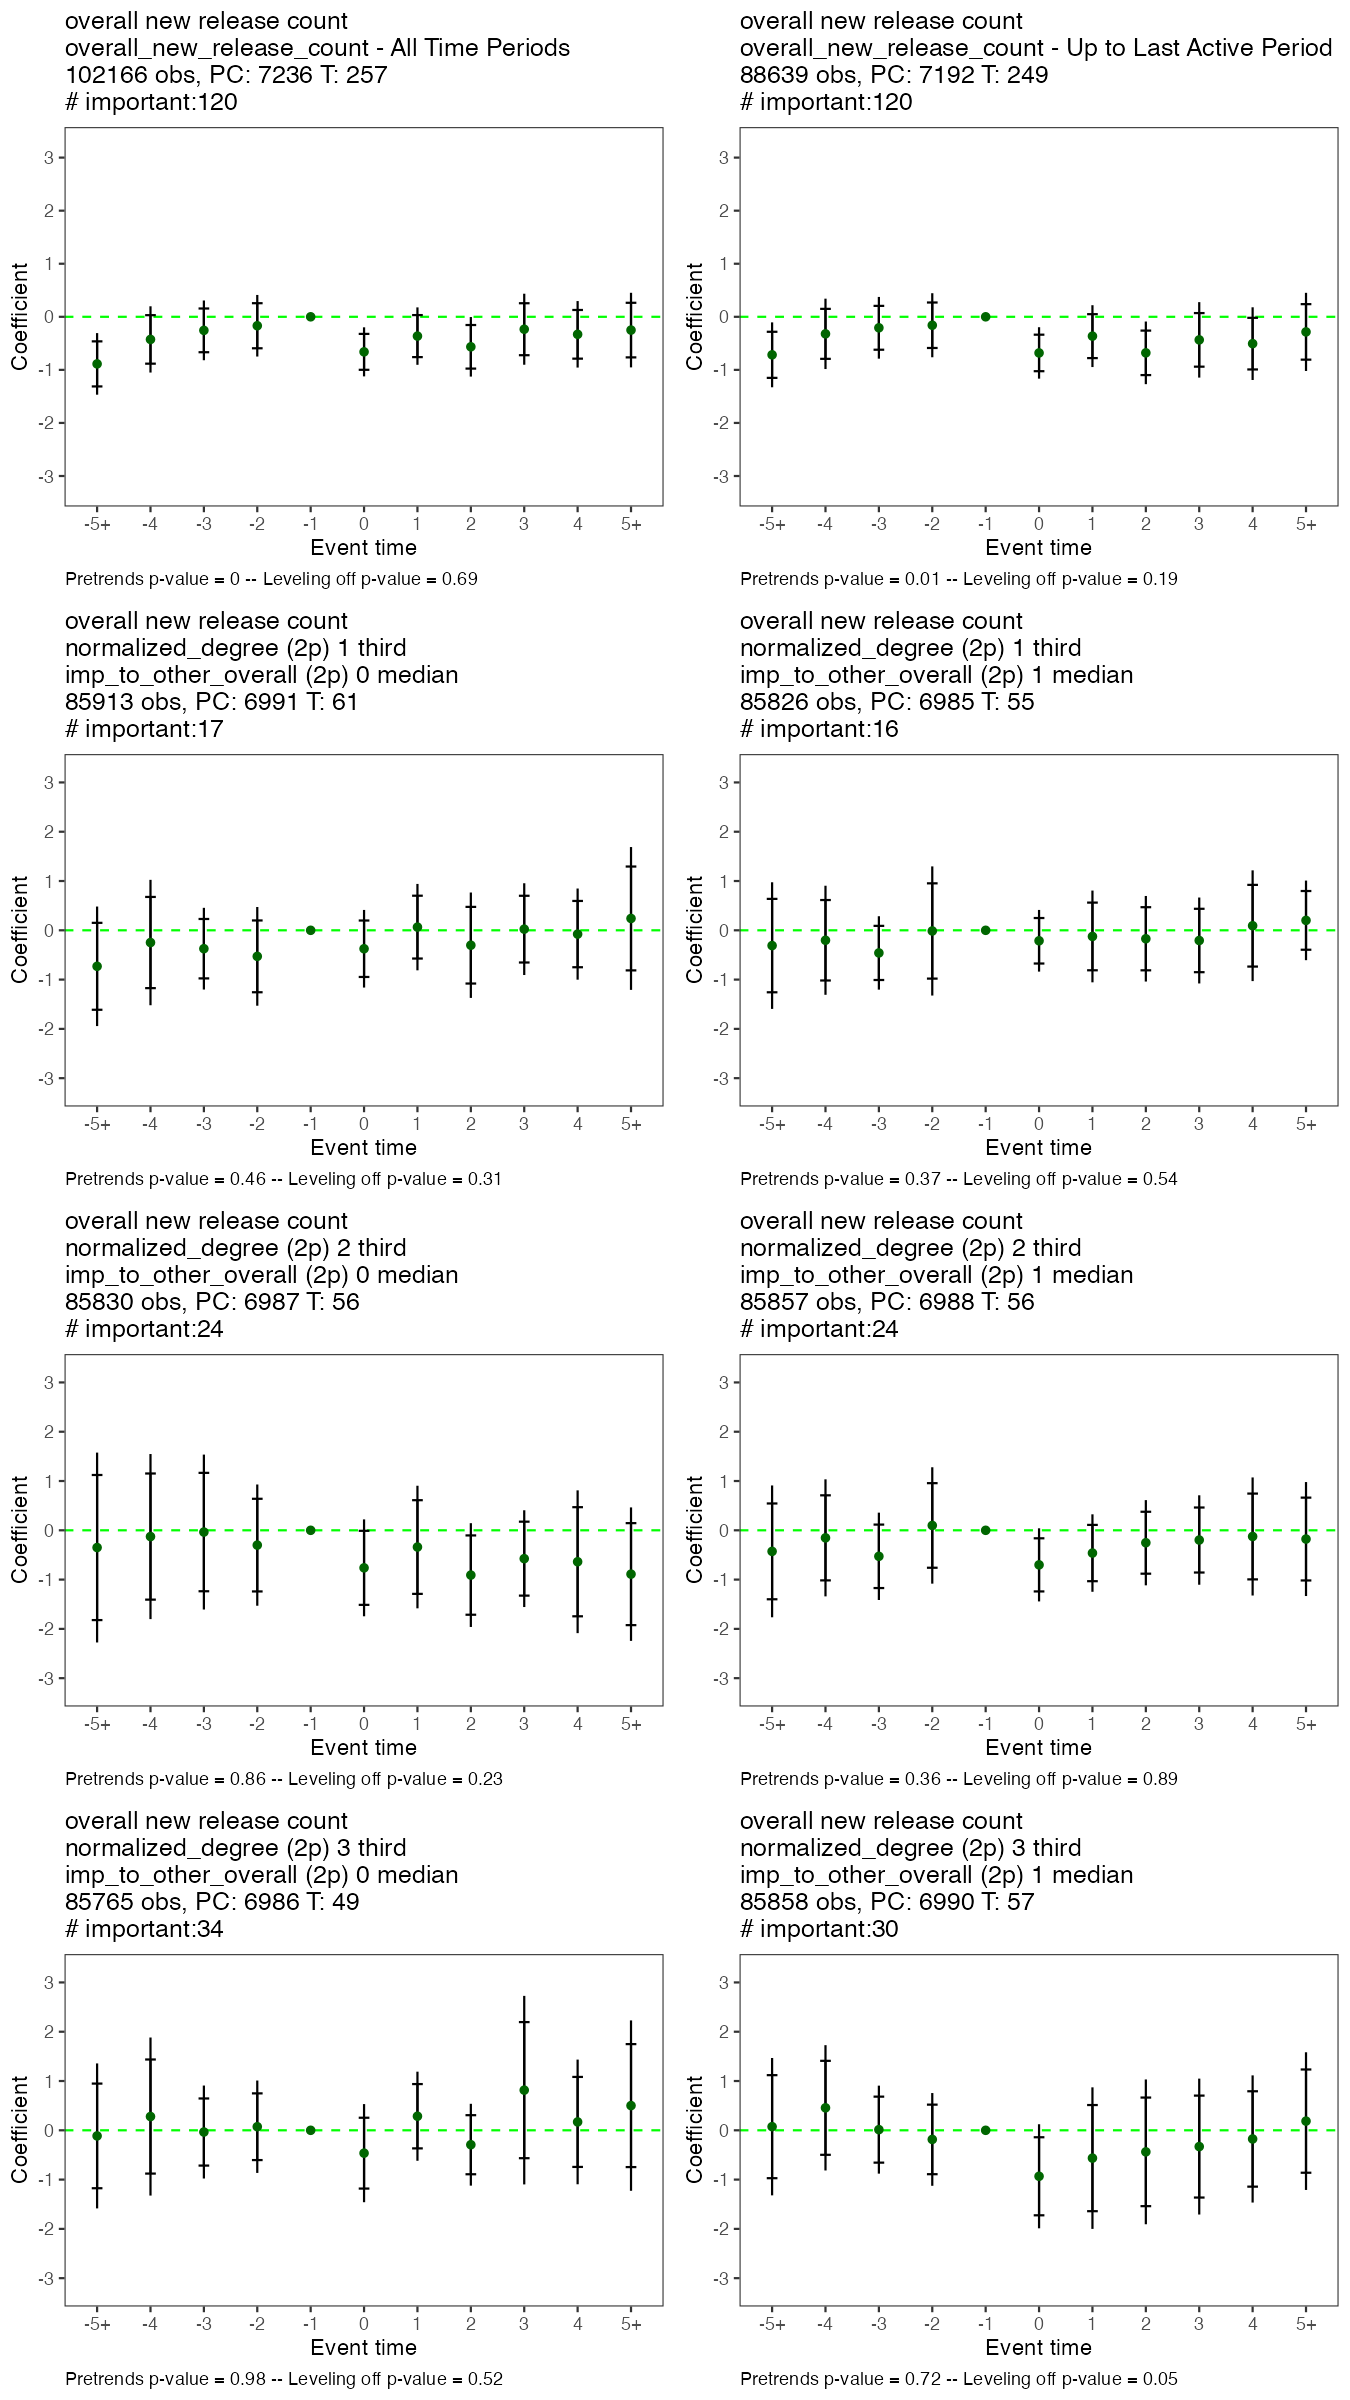 overall new release count
overall_new_release_count - All Time Periods
102166 obs, PC: 7236 T: 257
# important:120
3
2
1
0
-1
-2
-3
Coefficient
-5+ -4 -3 -2 -1 0 1 2 3 4 5+
Event time
Pretrends p-value = 0 -- Leveling off p-value = 0.69
overall new release count
overall_new_release_count - Up to Last Active Period
88639 obs, PC: 7192 T: 249
# important:120
3
2
1
0
-1
-2
-3
Coefficient
-5+ -4 -3 -2 -1 0 1 2 3 4 5+
Event time
Pretrends p-value = 0.01 -- Leveling off p-value = 0.19
overall new release count
normalized_degree (2p) 1 third
imp_to_other_overall (2p) 0 median
85913 obs, PC: 6991 T: 61
# important:17
3
2
1
0
-1
-2
-3
Coefficient
-5+ -4 -3 -2 -1 0 1 2 3 4 5+
Event time
Pretrends p-value = 0.46 -- Leveling off p-value = 0.31
overall new release count
normalized_degree (2p) 1 third
imp_to_other_overall (2p) 1 median
85826 obs, PC: 6985 T: 55
# important:16
3
2
1
0
-1
-2
-3
Coefficient
-5+ -4 -3 -2 -1 0 1 2 3 4 5+
Event time
Pretrends p-value = 0.37 -- Leveling off p-value = 0.54
overall new release count
normalized_degree (2p) 2 third
imp_to_other_overall (2p) 0 median
85830 obs, PC: 6987 T: 56
# important:24
3
2
1
0
-1
-2
-3
Coefficient
-5+ -4 -3 -2 -1 0 1 2 3 4 5+
Event time
Pretrends p-value = 0.86 -- Leveling off p-value = 0.23
overall new release count
normalized_degree (2p) 2 third
imp_to_other_overall (2p) 1 median
85857 obs, PC: 6988 T: 56
# important:24
3
2
1
0
-1
-2
-3
Coefficient
-5+ -4 -3 -2 -1 0 1 2 3 4 5+
Event time
Pretrends p-value = 0.36 -- Leveling off p-value = 0.89
overall new release count
normalized_degree (2p) 3 third
imp_to_other_overall (2p) 0 median
85765 obs, PC: 6986 T: 49
# important:34
3
2
1
0
-1
-2
-3
Coefficient
-5+ -4 -3 -2 -1 0 1 2 3 4 5+
Event time
Pretrends p-value = 0.98 -- Leveling off p-value = 0.52
overall new release count
normalized_degree (2p) 3 third
imp_to_other_overall (2p) 1 median
85858 obs, PC: 6990 T: 57
# important:30
3
2
1
0
-1
-2
-3
Coefficient
-5+ -4 -3 -2 -1 0 1 2 3 4 5+
Event time
Pretrends p-value = 0.72 -- Leveling off p-value = 0.05